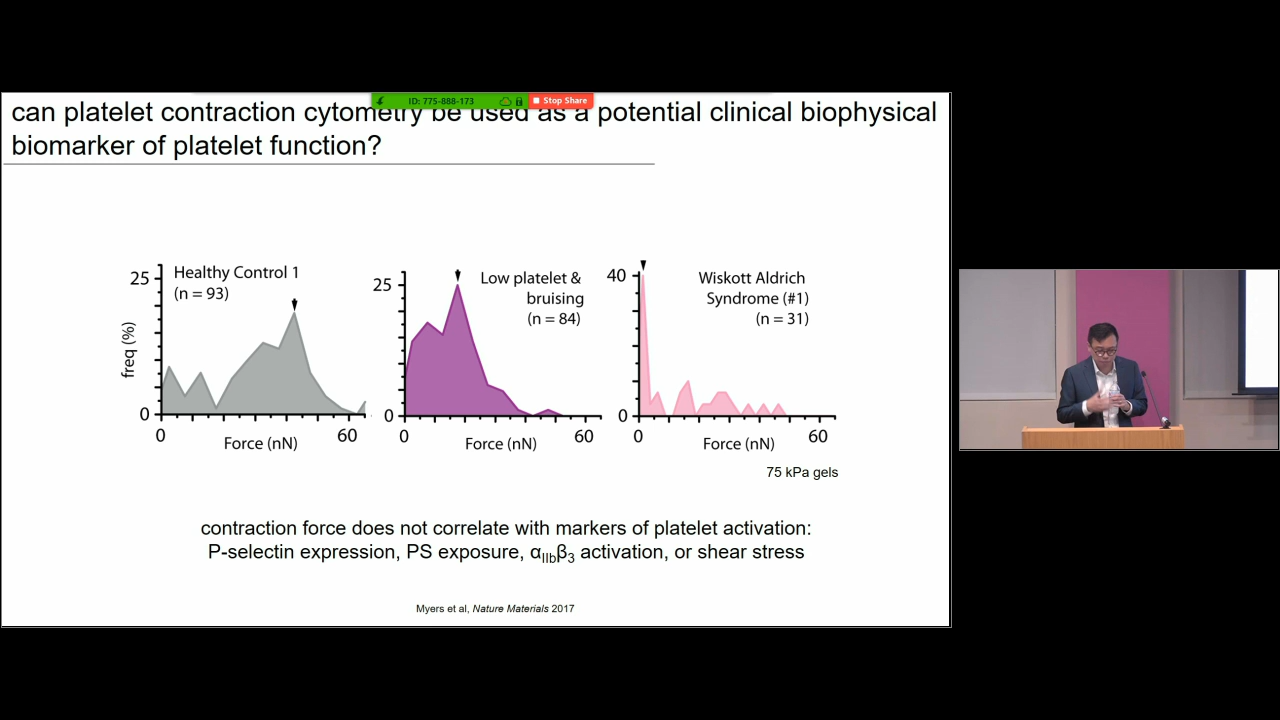 ID: 775-888-173
Stop Share
can platelet contraction cytometry be used as a potential clinical biophysical
biomarker of platelet function?
25
0
freq (%)
Healthy Control 1
(n = 93)
0
60
Force (nN)
25
0
Low platelet &
bruising
(n = 84)
0
60
Force (nN)
40
0
Wiskott Aldrich
Syndrome (#1)
(n = 31)
0
60
Force (nN)
75 kPa gels
contraction force does not correlate with markers of platelet activation:
P-selectin expression, PS exposure, αIIbβ3 activation, or shear stress
Myers et al, Nature Materials 2017